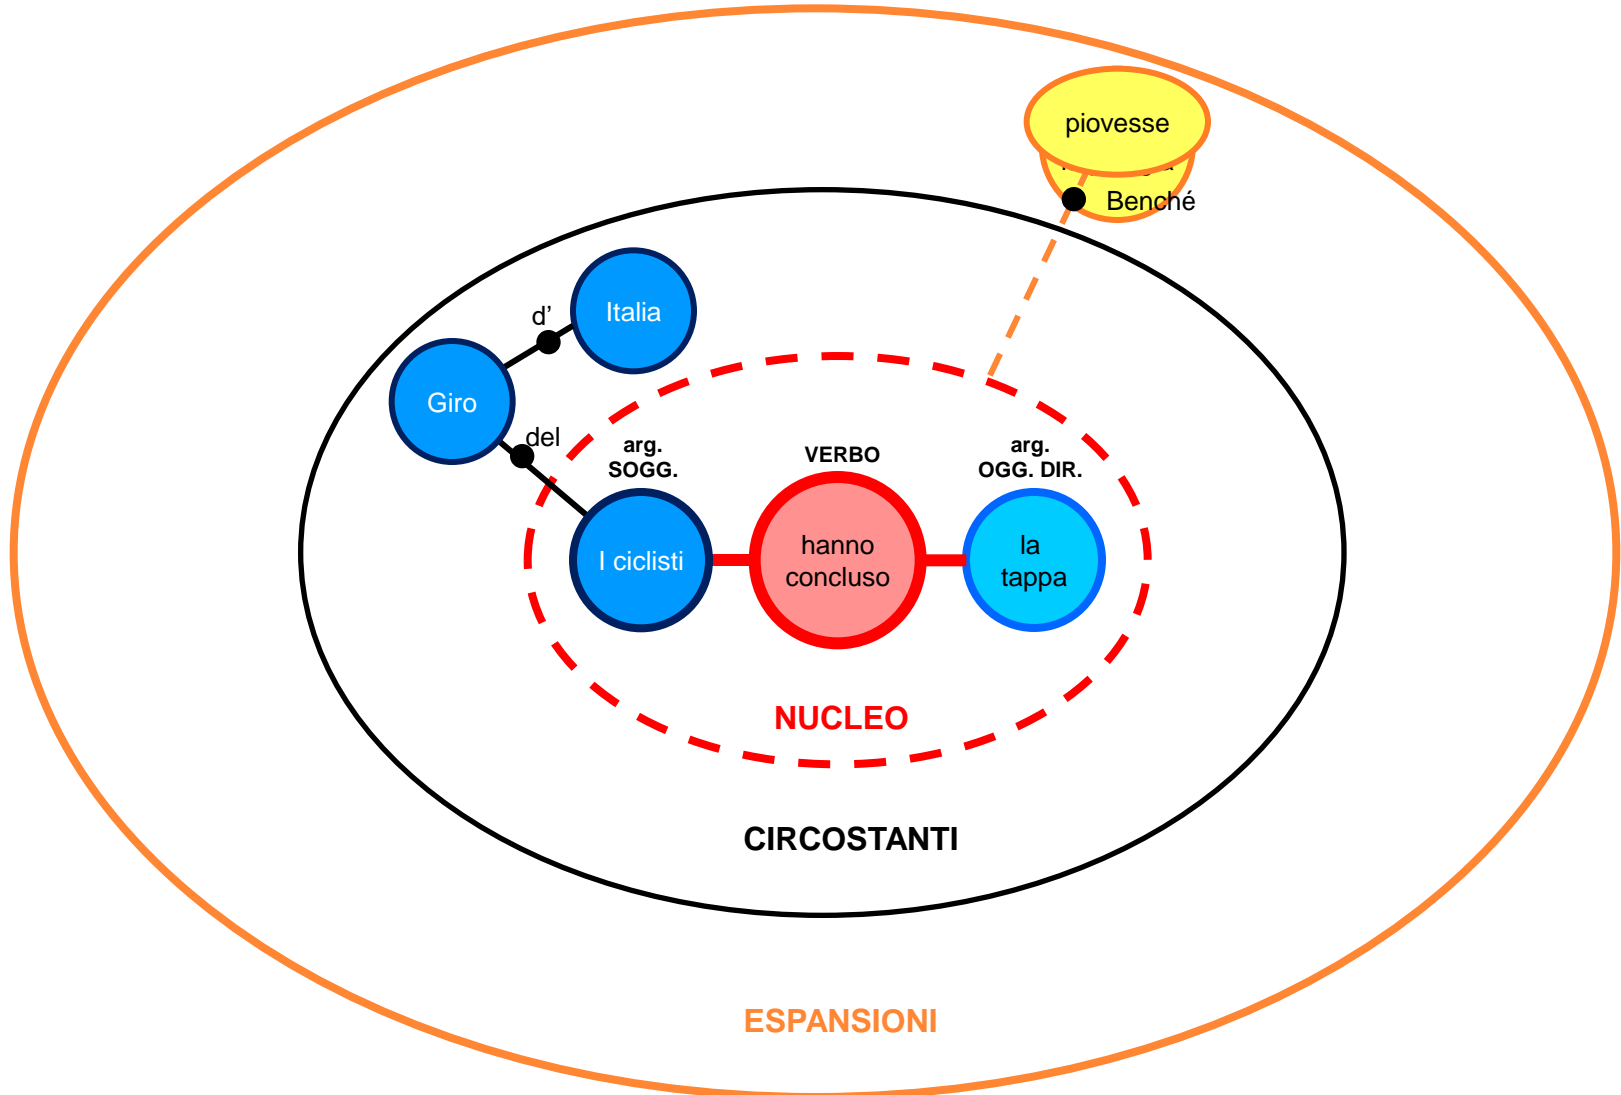 piovesse
Benché
Italia
d’
Giro
del
arg.
SOGG.
VERBO
arg.
OGG. DIR.
I ciclisti
hanno
concluso
la
tappa
NUCLEO
CIRCOSTANTI
ESPANSIONI